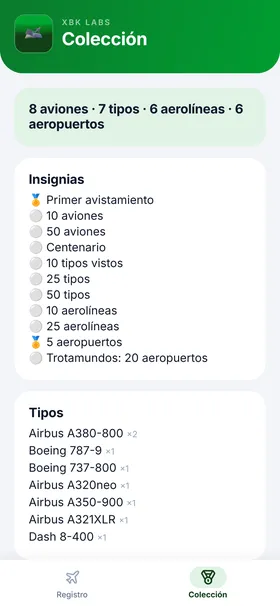 XBK LABS
Colección
8 aviones · 7 tipos · 6 aerolíneas · 6
aeropuertos
Insignias
🏅 Primer avistamiento
⚪ 10 aviones
⚪ 50 aviones
⚪ Centenario
⚪ 10 tipos vistos
⚪ 25 tipos
⚪ 50 tipos
⚪ 10 aerolíneas
⚪ 25 aerolíneas
🏅 5 aeropuertos
⚪ Trotamundos: 20 aeropuertos
Tipos
Airbus A380-800 ×2
Boeing 787-9 ×1
Boeing 737-800 ×1
Airbus A320neo ×1
Airbus A350-900 ×1
Airbus A321XLR ×1
Dash 8-400 ×1
Registro
Colección